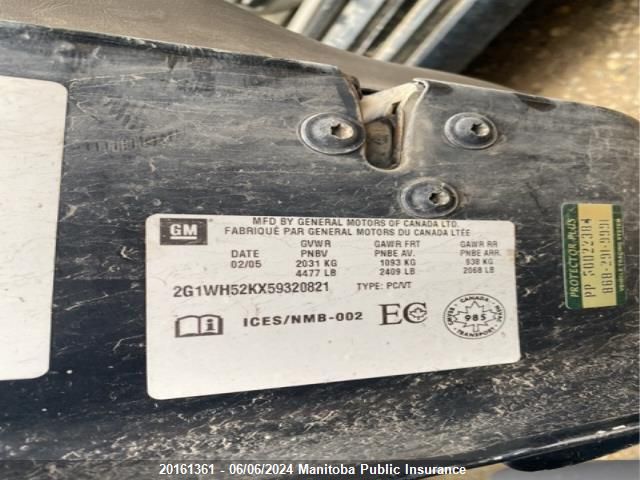 GM
MFD BY GENERAL MOTORS OF CANADA LTD.
FABRIQUÉ PAR GENERAL MOTORS DU CANADA LTÉE
GVWR GAWR FRT GAWR RR
DATE PNBV PNBE AV. PNBE ARR.
02/05 2031 KG 1093 KG 938 KG
4477 LB 2409 LB 2068 LB
2G1WH52KX59320821 TYPE: PC/VT
ICES/NMB-002 EC
CANADA
985
TRANSPORT
PROTECTOR PLUS
20161361 - 06/06/2024 Manitoba Public Insurance